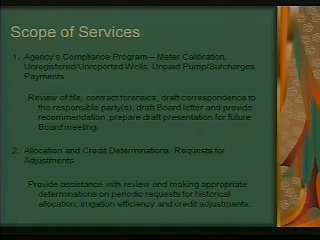 Scope of Services
1. Agency's Compliance Program – Meter Calibration,
Unregistered/Unreported Wells, Unpaid Pump/Surcharges
Payments.
Review of file, contract forensics, draft correspondence to
the responsible party(s), draft Board letter and provide
recommendation, prepare draft presentation for future
Board meeting.
2. Allocation and Credit Determinations, Requests for
Adjustments
Provide assistance with review and making appropriate
determinations on periodic requests for historical
allocation, irrigation efficiency and credit adjustments.